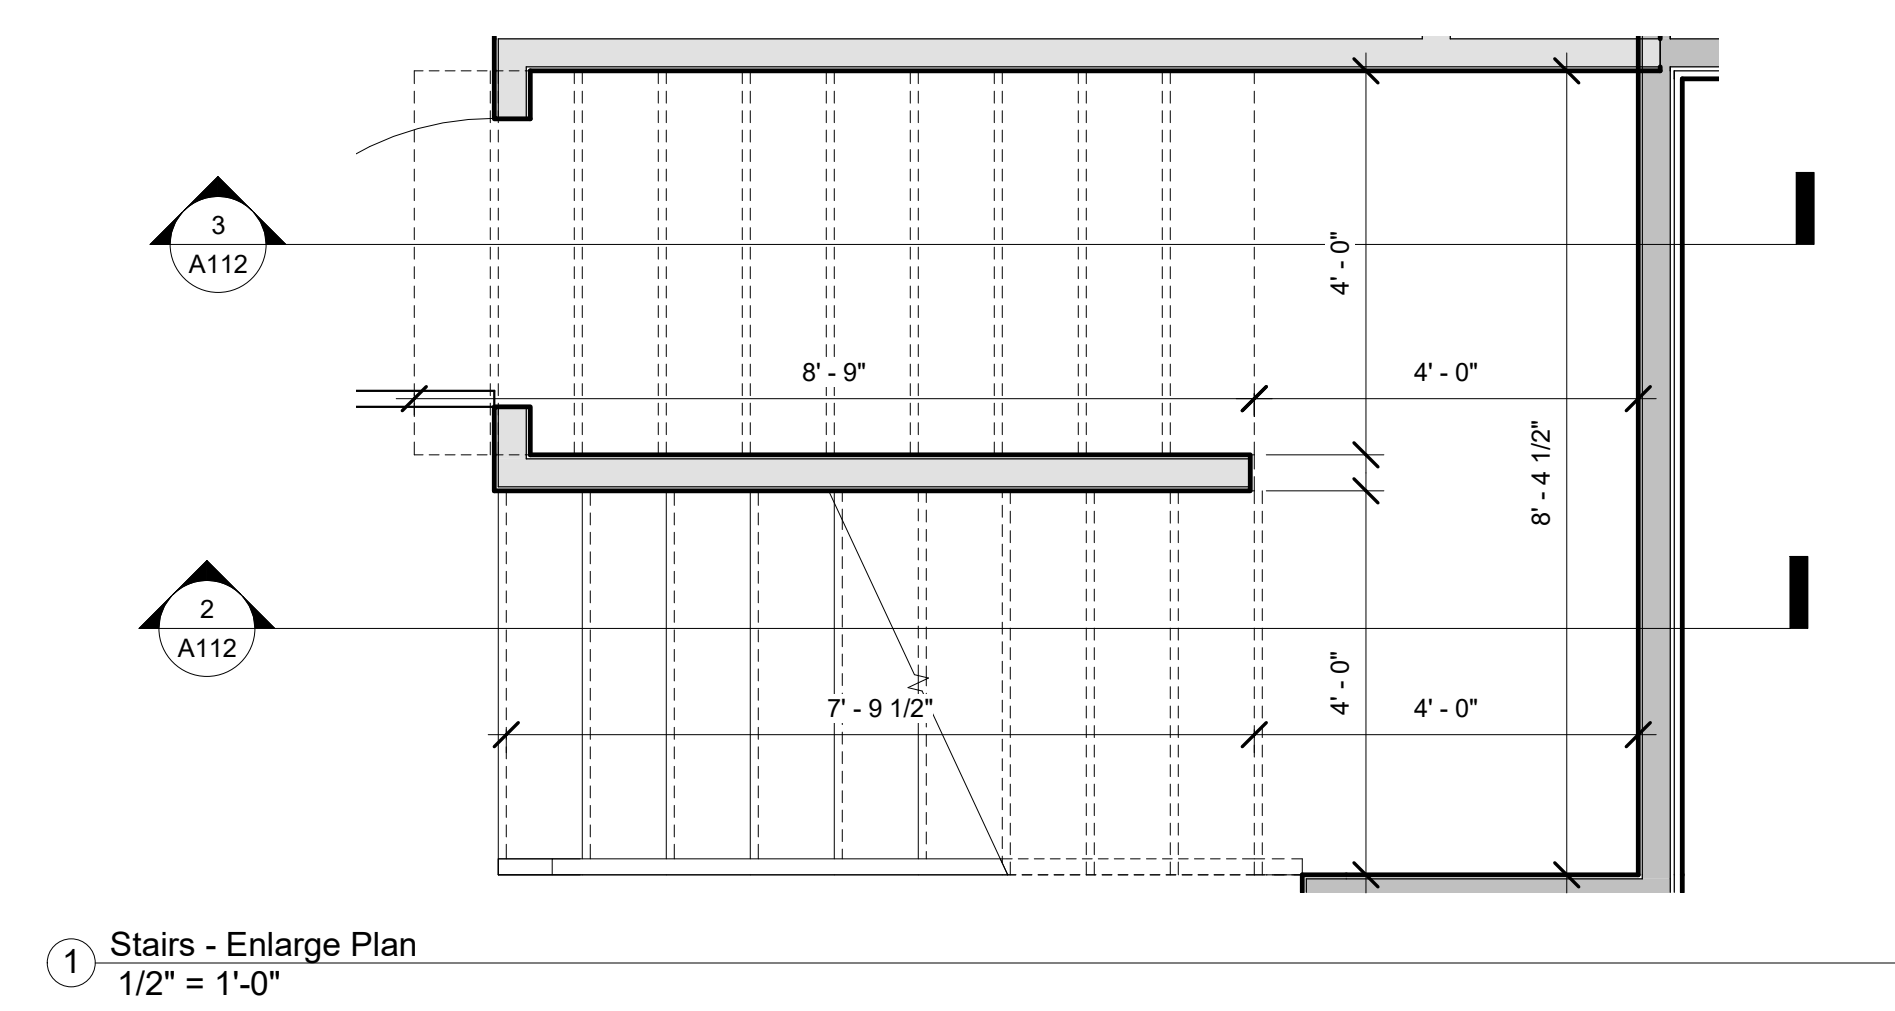 3
A112
4' - 0"
8' - 9"
4' - 0"
8' - 4 1/2"
2
A112
4' - 0"
7' - 9 1/2"
4' - 0"
1
Stairs - Enlarge Plan
1/2" = 1'-0"